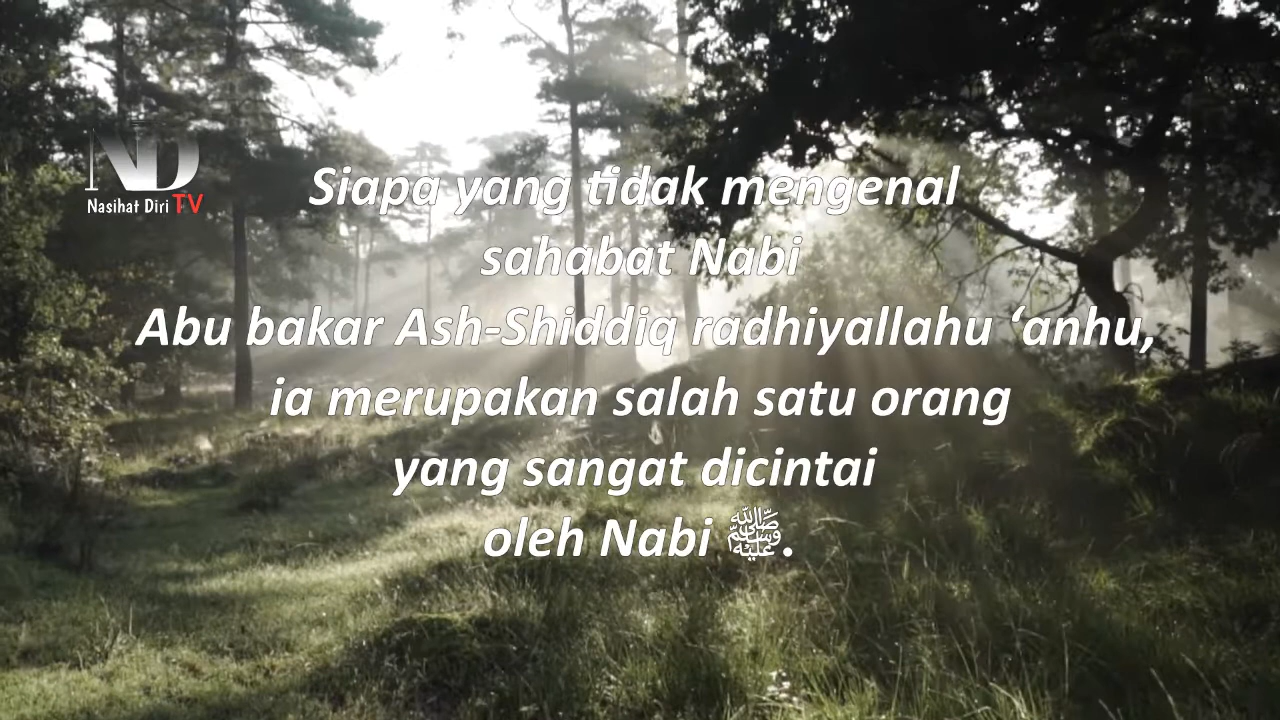 ND
Nasihat Diri TV
Siapa yang tidak mengenal
sahabat Nabi
Abu bakar Ash-Shiddiq radhiyallahu ‘anhu,
ia merupakan salah satu orang
yang sangat dicintai
oleh Nabi ﷺ.